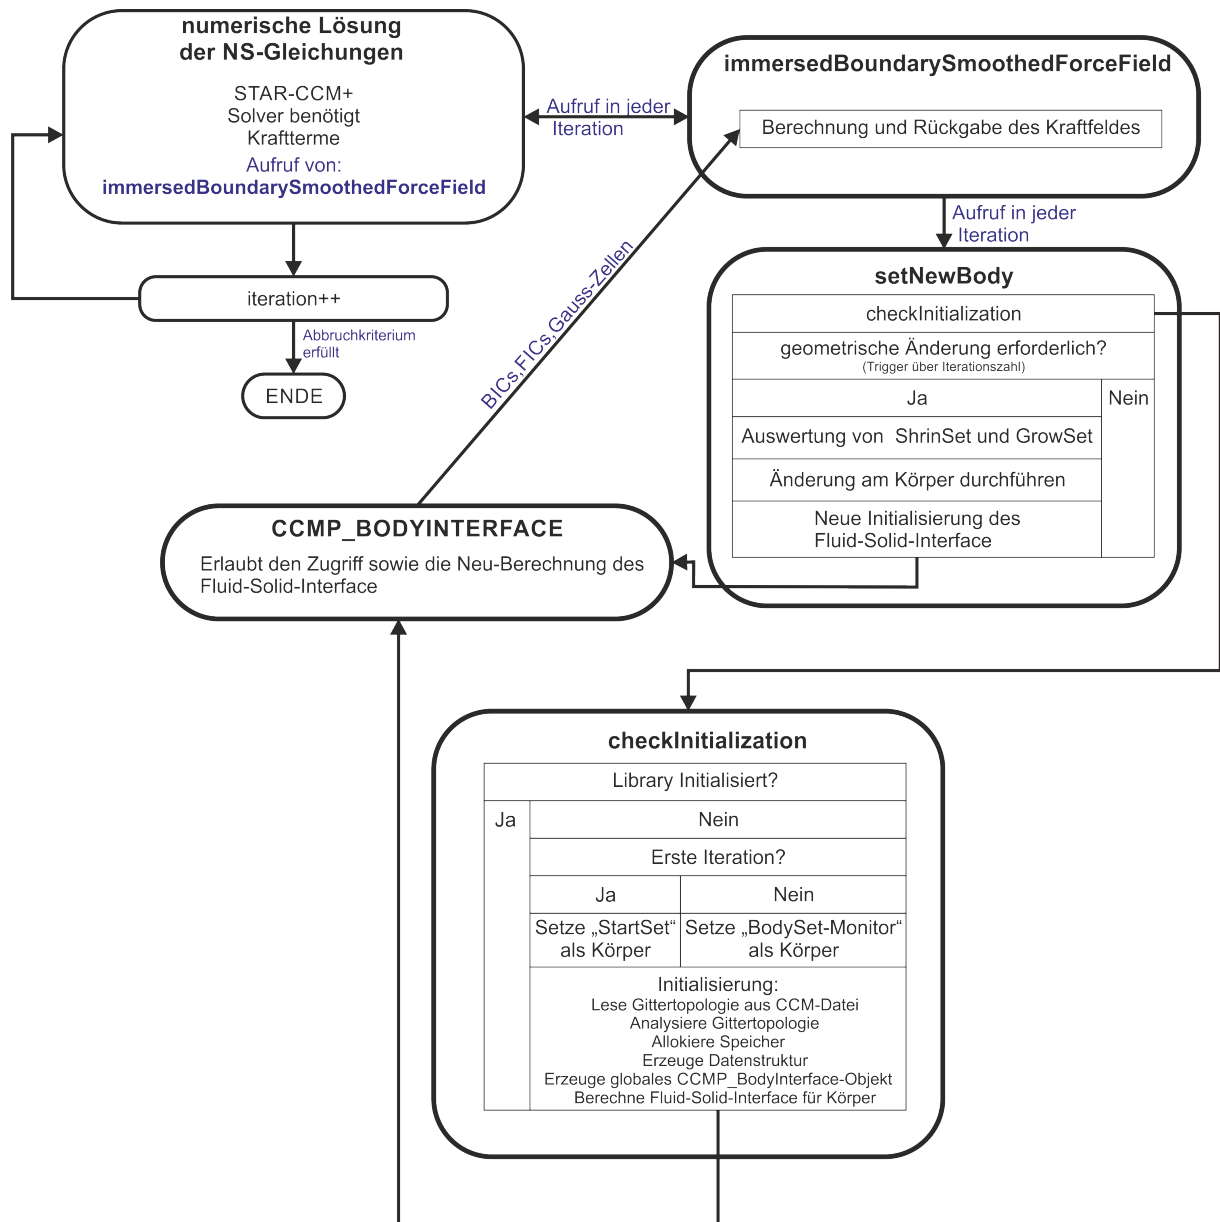 numerische Lösung
der NS-Gleichungen
STAR-CCM+
Solver benötigt
Kraftterme
Aufruf von:
immersedBoundarySmoothedForceField
Aufruf in jeder
Iteration
immersedBoundarySmoothedForceField
Berechnung und Rückgabe des Kraftfeldes
Aufruf in jeder
Iteration
iteration++
Abbruchkriterium
erfüllt
ENDE
BICs,FICs,Gauss-Zellen
setNewBody
checkInitialization
geometrische Änderung erforderlich?
(Trigger über Iterationszahl)
Ja
Nein
Auswertung von ShrinSet und GrowSet
Änderung am Körper durchführen
Neue Initialisierung des
Fluid-Solid-Interface
CCMP_BODYINTERFACE
Erlaubt den Zugriff sowie die Neu-Berechnung des
Fluid-Solid-Interface
checkInitialization
Library Initialisiert?
Ja
Nein
Erste Iteration?
Ja
Nein
Setze „StartSet“
als Körper
Setze „BodySet-Monitor“
als Körper
Initialisierung:
Lese Gittertopologie aus CCM-Datei
Analysiere Gittertopologie
Allokiere Speicher
Erzeuge Datenstruktur
Erzeuge globales CCMP_BodyInterface-Objekt
Berechne Fluid-Solid-Interface für Körper